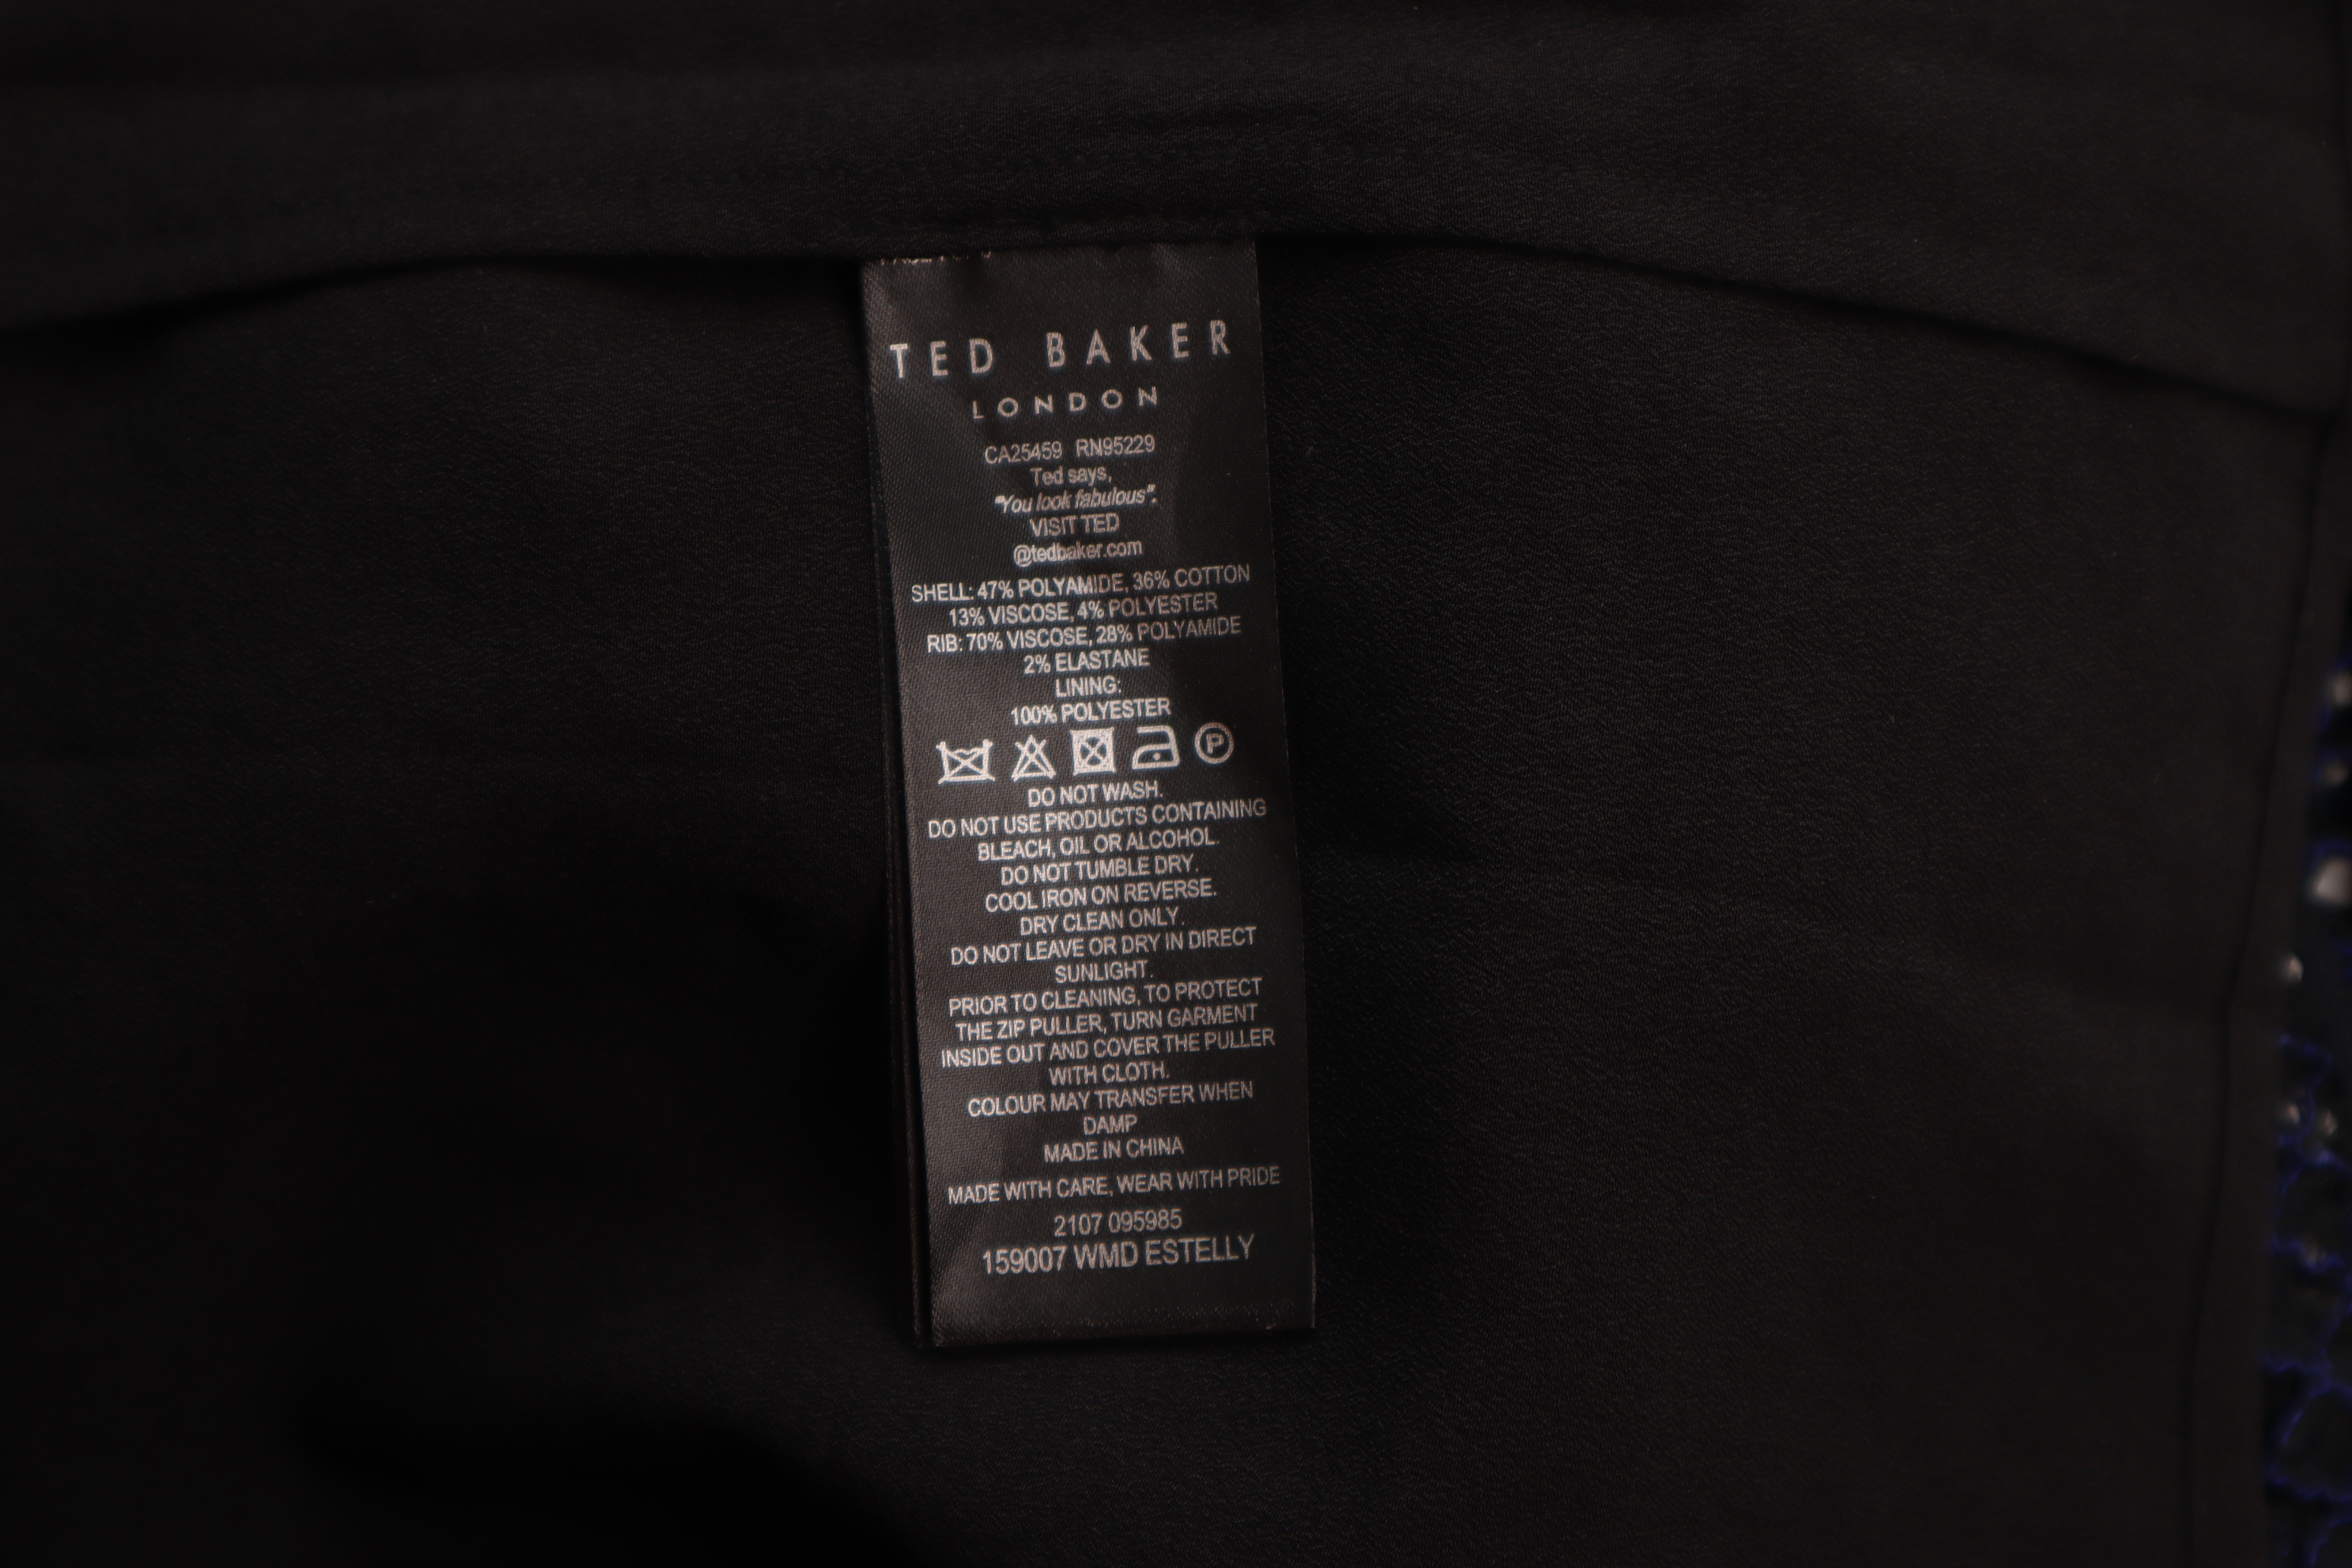 TED BAKER
LONDON
CA25459 RN95229
Ted says,
"You look fabulous".
VISIT TED
@tedbaker.com
SHELL: 47% POLYAMIDE, 36% COTTON
13% VISCOSE, 4% POLYESTER
RIB: 70% VISCOSE, 28% POLYAMIDE
2% ELASTANE
LINING:
100% POLYESTER
P
DO NOT WASH.
DO NOT USE PRODUCTS CONTAINING
BLEACH, OIL OR ALCOHOL.
DO NOT TUMBLE DRY.
COOL IRON ON REVERSE.
DRY CLEAN ONLY.
DO NOT LEAVE OR DRY IN DIRECT
SUNLIGHT.
PRIOR TO CLEANING, TO PROTECT
THE ZIP PULLER, TURN GARMENT
INSIDE OUT AND COVER THE PULLER
WITH CLOTH.
COLOUR MAY TRANSFER WHEN
DAMP
MADE IN CHINA
MADE WITH CARE, WEAR WITH PRIDE
2107 095985
159007 WMD ESTELLY